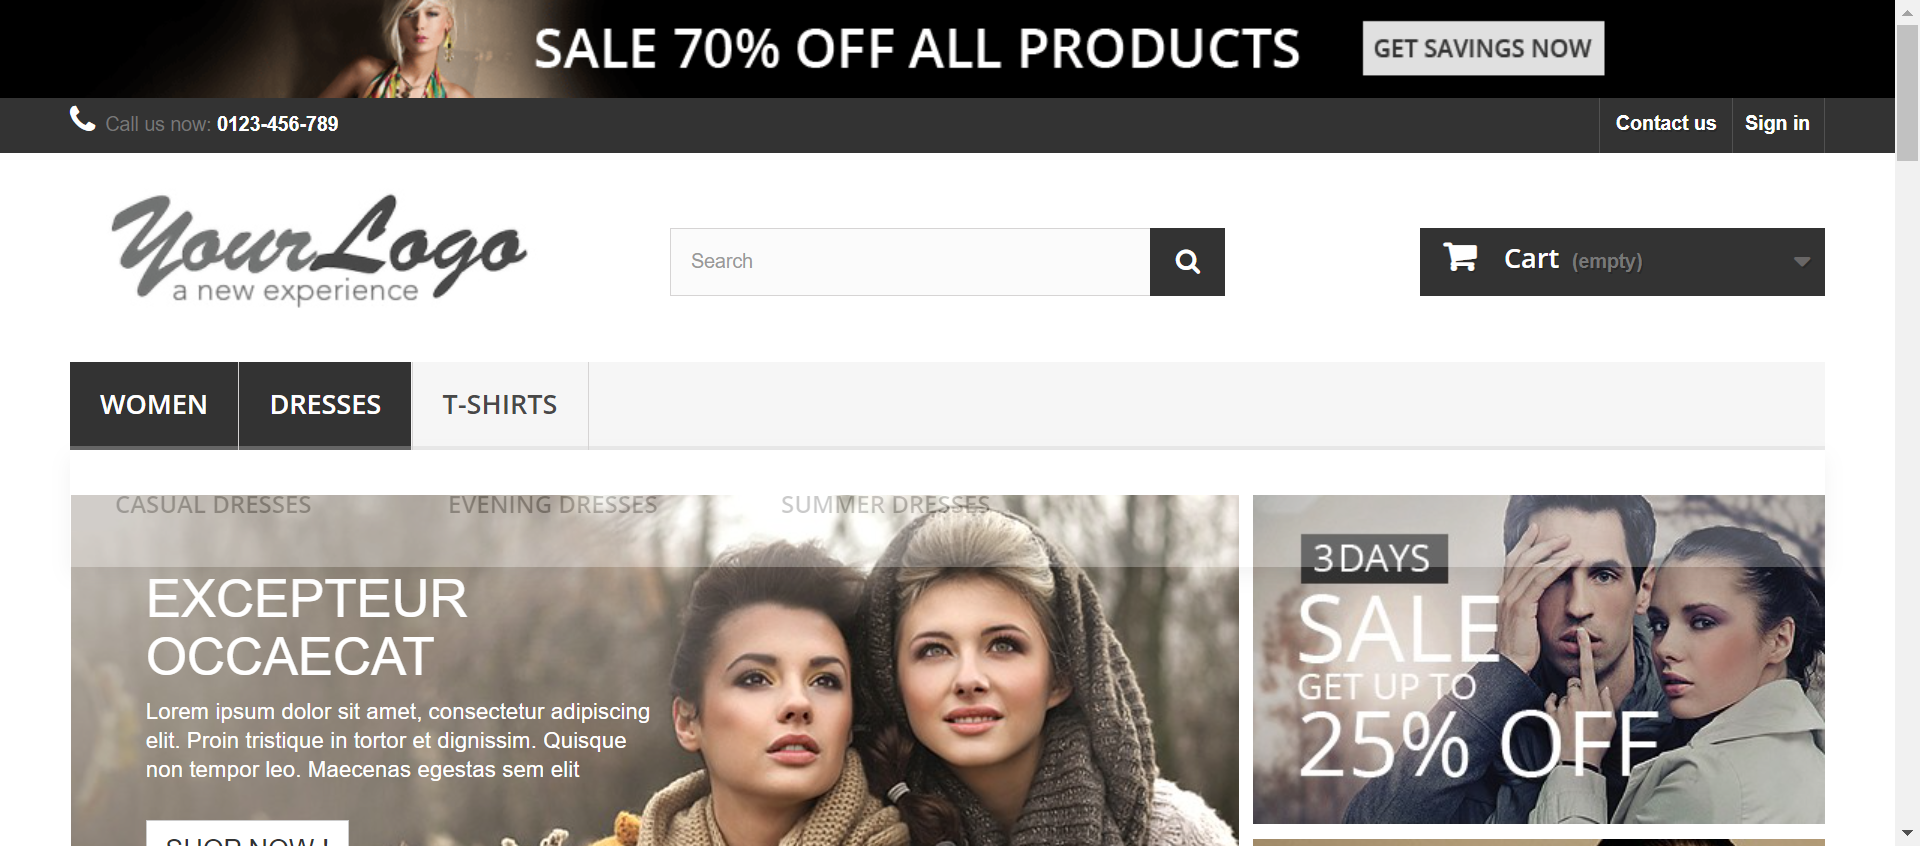 SALE 70% OFF ALL PRODUCTS
GET SAVINGS NOW
Call us now: 0123-456-789
Contact us
Sign in
YourLogo
a new experience
Search
Cart (empty)
WOMEN
DRESSES
T-SHIRTS
CASUAL DRESSES
EVENING DRESSES
SUMMER DRESSES
EXCEPTEUR
OCCAECAT
Lorem ipsum dolor sit amet, consectetur adipiscing
elit. Proin tristique in tortor et dignissim. Quisque
non tempor leo. Maecenas egestas sem elit
SHOP NOW !
3 DAYS
SALE
GET UP TO
25% OFF